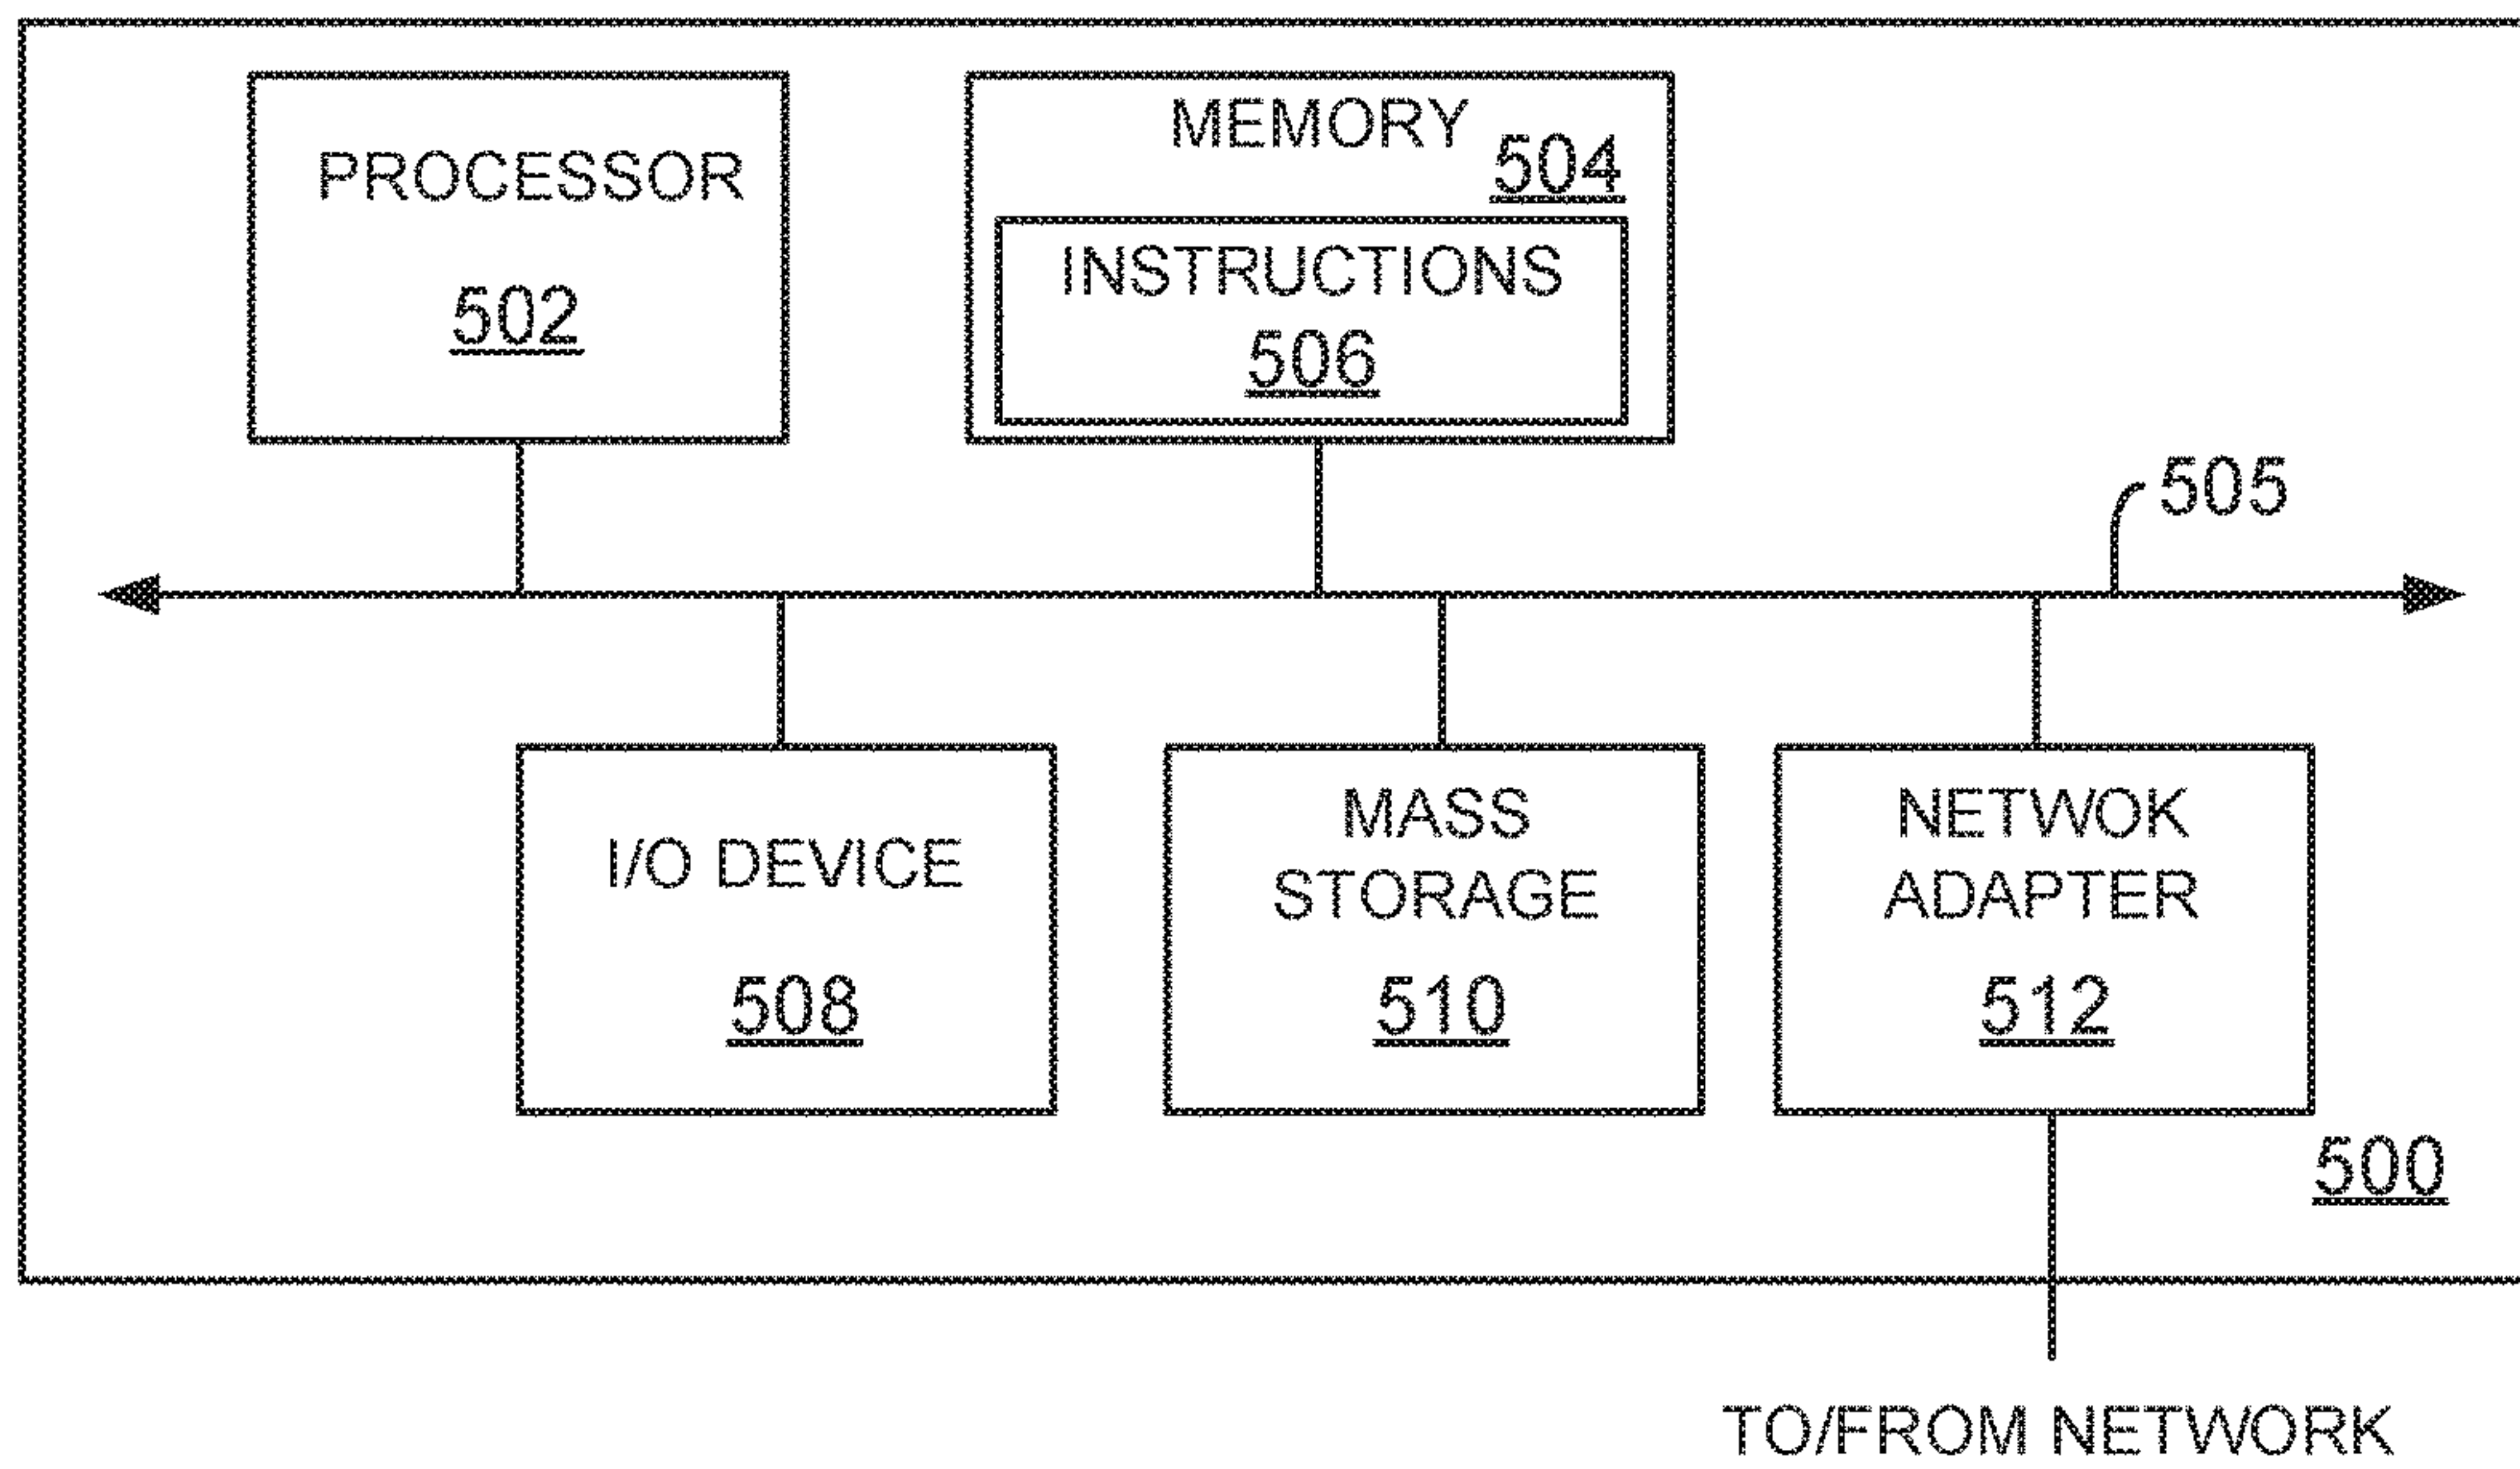 PROCESSOR
502
MEMORY
504
INSTRUCTIONS
506
505
I/O DEVICE
508
MASS
STORAGE
510
NETWOK
ADAPTER
512
500
TO/FROM NETWORK